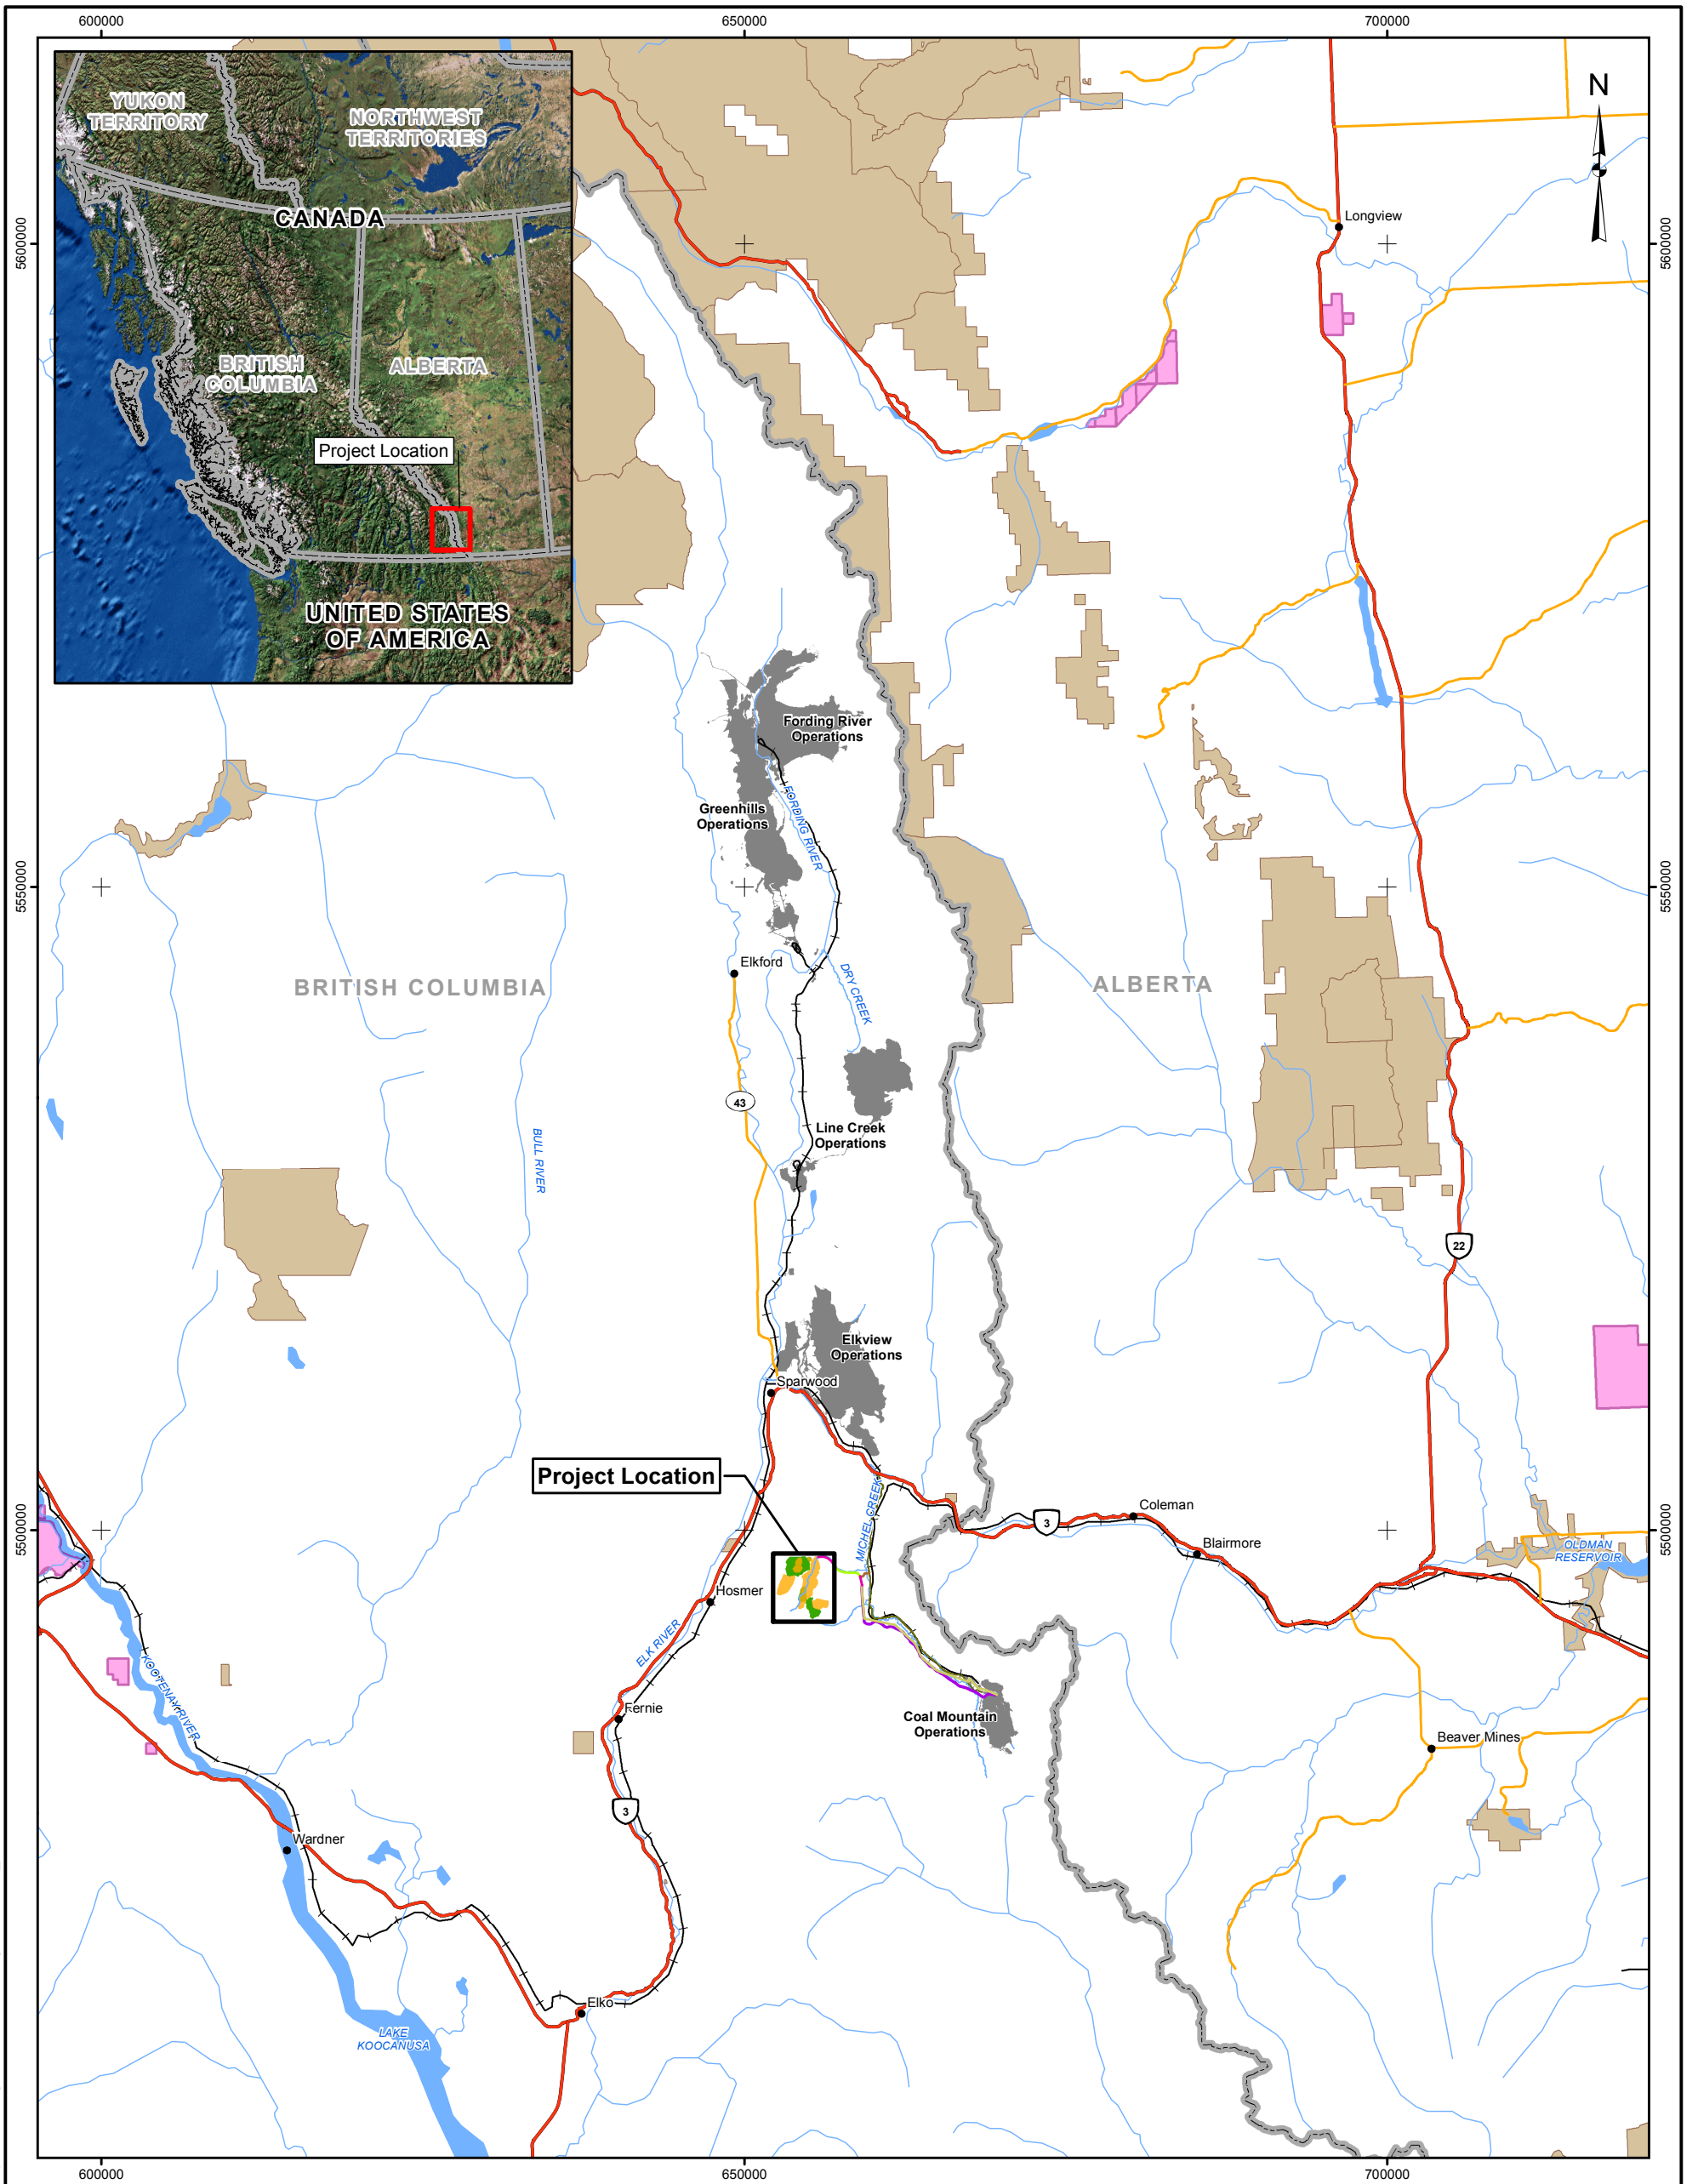 600000
650000
700000
YUKON
TERRITORY
NORTHWEST
TERRITORIES
CANADA
BRITISH
COLUMBIA
ALBERTA
Project Location
UNITED STATES
OF AMERICA
N
5600000
5600000
Longview
Fording River
Operations
Greenhills
Operations
FORDING RIVER
5550000
5550000
Elkford
DRY CREEK
BRITISH COLUMBIA
ALBERTA
43
Line Creek
Operations
BULL RIVER
22
Elkview
Operations
Sparwood
Project Location
MICHEL CREEK
5500000
5500000
3
Coleman
Blairmore
OLDMAN
RESERVOIR
Hosmer
ELK RIVER
KOOTENAY RIVER
Fernie
Coal Mountain
Operations
Beaver Mines
3
Wardner
Elko
LAKE
KOOCANUSA
600000
650000
700000